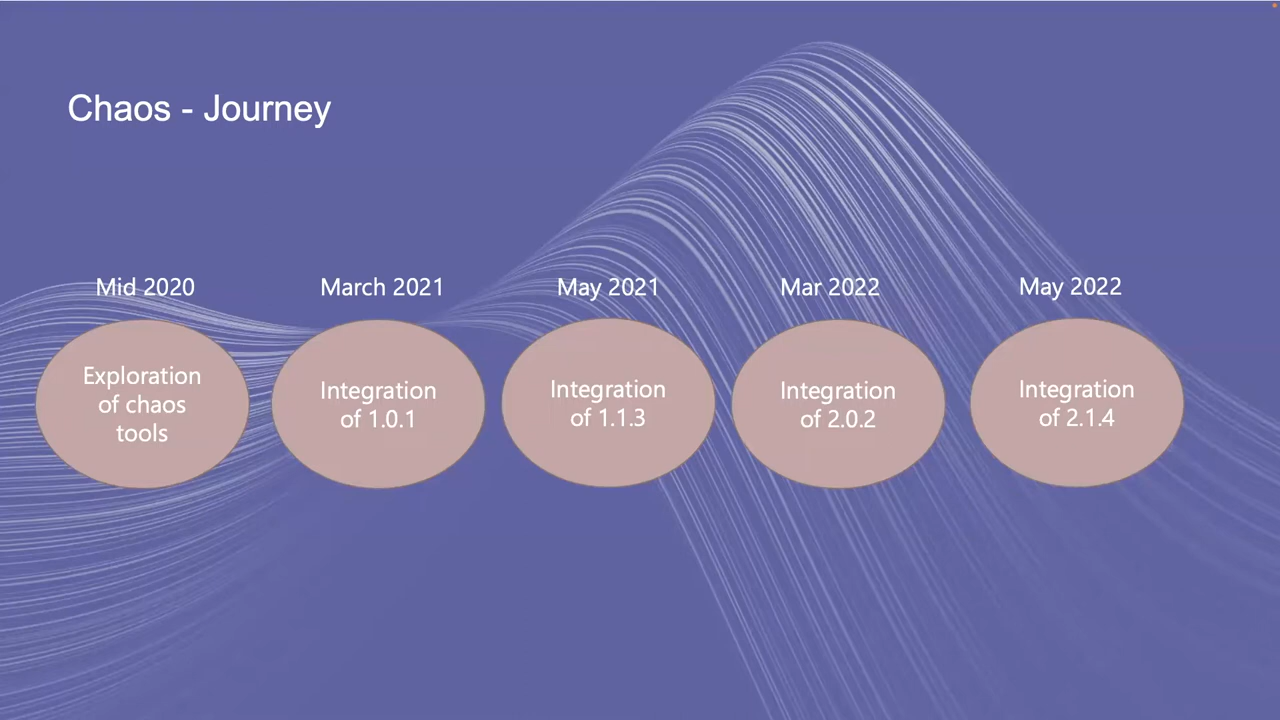 Chaos - Journey
Mid 2020
March 2021
May 2021
Mar 2022
May 2022
Exploration
of chaos
tools
Integration
of 1.0.1
Integration
of 1.1.3
Integration
of 2.0.2
Integration
of 2.1.4